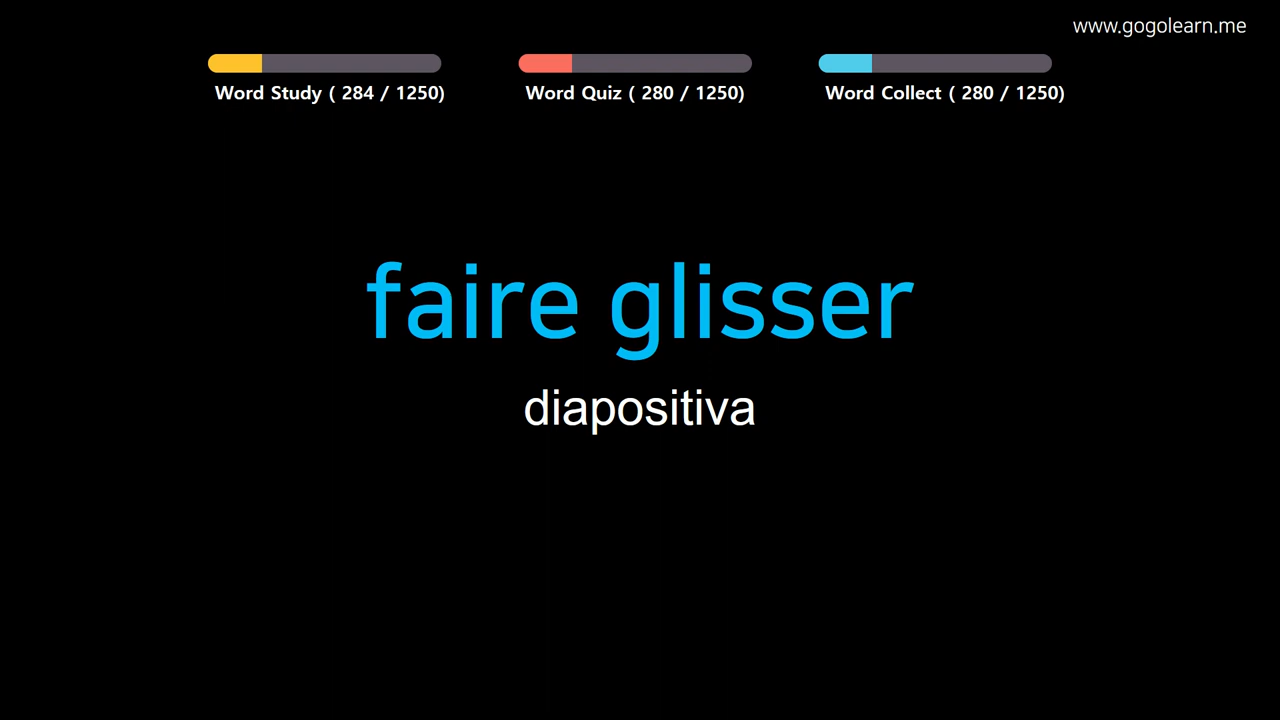 www.gogolearn.me
Word Study ( 284 / 1250)
Word Quiz ( 280 / 1250)
Word Collect ( 280 / 1250)
faire glisser
diapositiva